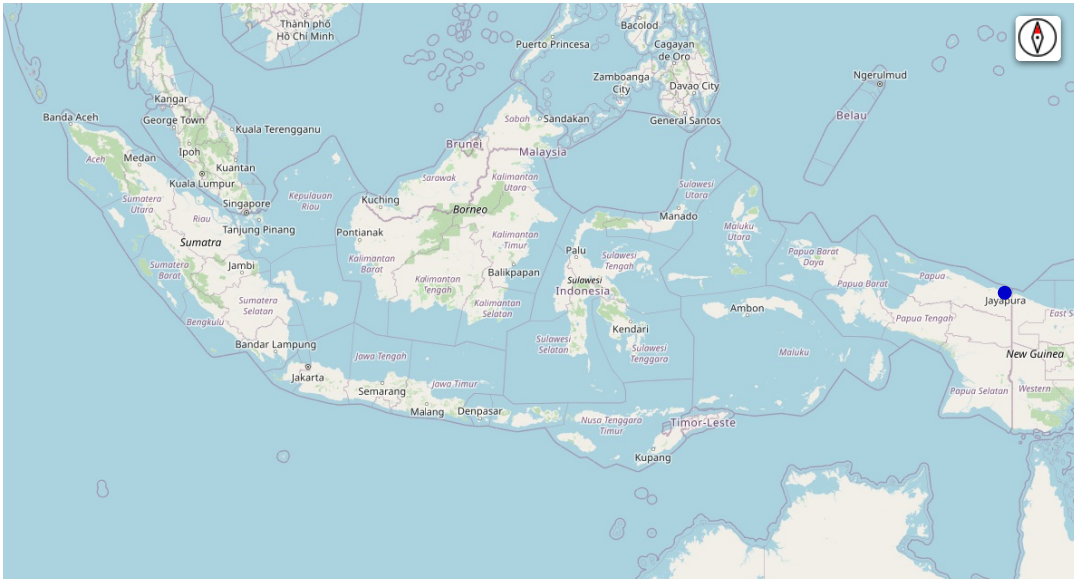 Thành phố
Hồ Chí Minh
Bacolod
Puerto Princesa
Cagayan
de Oro
Zamboanga
City
Davao City
Ngerulmud
Kangar
Banda Aceh
George Town
Kuala Terengganu
Sabah
Sandakan
General Santos
Belau
Brunei
Malaysia
Ipoh
Aceh
Medan
Kuantan
Kuala Lumpur
Sarawak
Kalimantan
Utara
Sulawesi
Utara
Sumatera
Utara
Kepulauan
Riau
Kuching
Singapore
Borneo
Riau
Manado
Tanjung Pinang
Pontianak
Maluku
Utara
Sumatra
Kalimantan
Timur
Palu
Papua Barat
Daya
Sumatera
Barat
Jambi
Kalimantan
Barat
Sulawesi
Tengah
Balikpapan
Papua
Kalimantan
Tengah
Sulawesi
Indonesia
Papua Barat
Sumatera
Selatan
Kalimantan
Selatan
Ambon
Jayapura
Bengkulu
Papua Tengah
East S
Kendari
Bandar Lampung
Sulawesi
Selatan
Sulawesi
Tenggara
Jawa Tengah
Maluku
New Guinea
Jakarta
Semarang
Jawa Timur
Papua Selatan
Western
Malang
Denpasar
Nusa Tenggara
Timur
Timor-Leste
Kupang